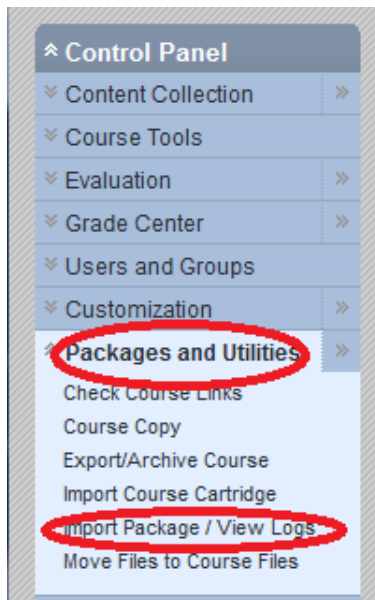 Control Panel
Content Collection
Course Tools
Evaluation
Grade Center
Users and Groups
Customization
Packages and Utilities
Check Course Links
Course Copy
Export/Archive Course
Import Course Cartridge
Import Package / View Logs
Move Files to Course Files